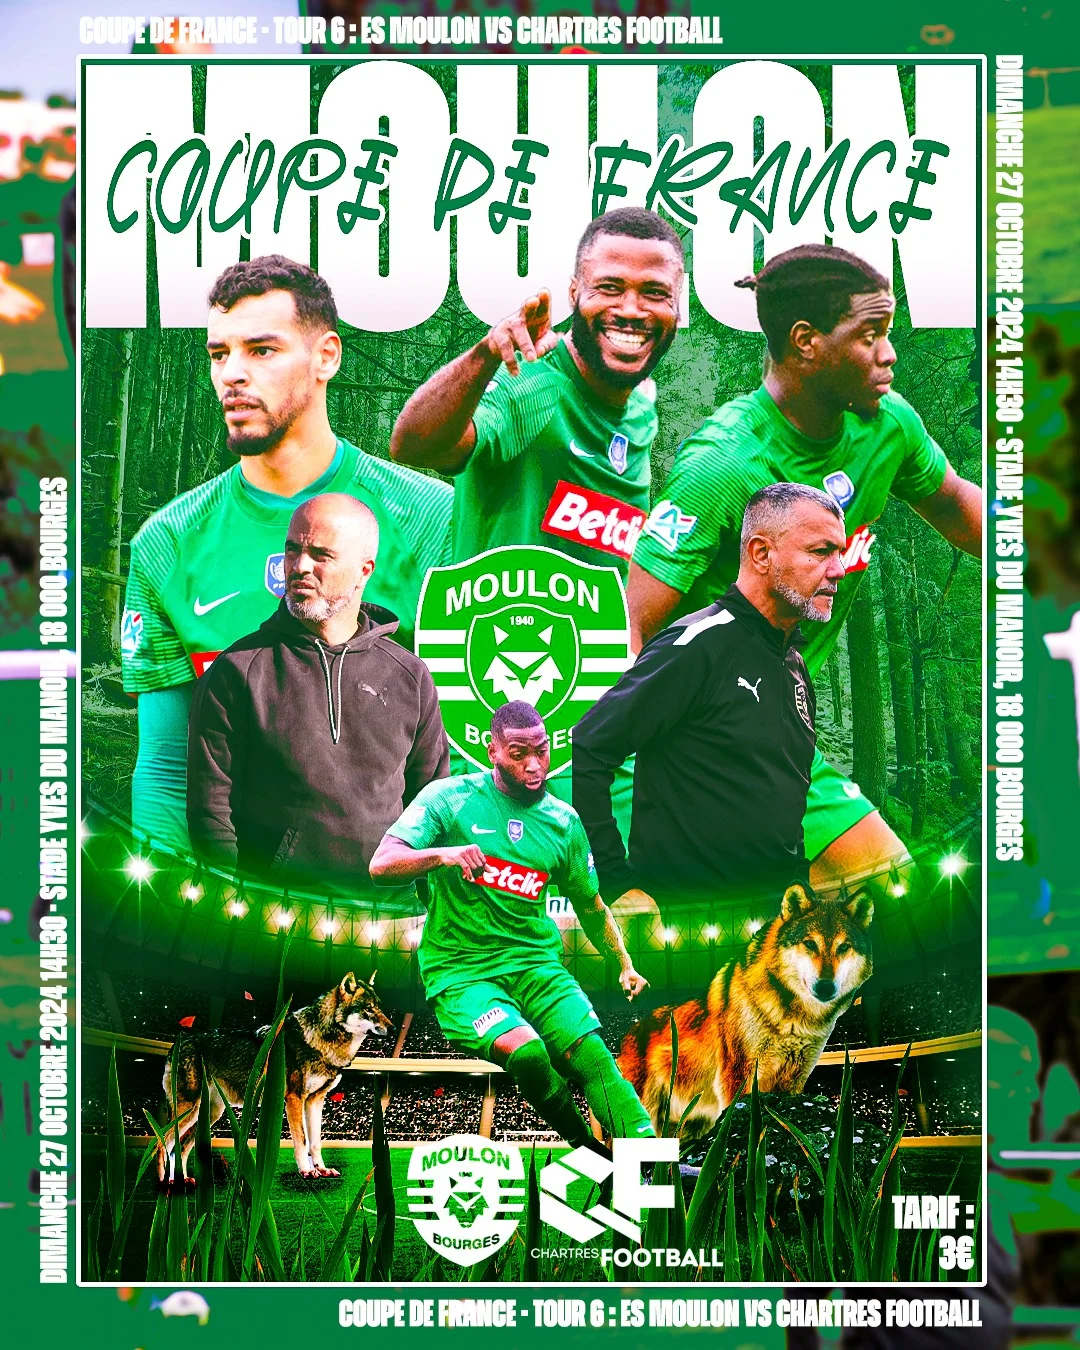 COUPE DE FRANCE - TOUR 6 : ES MOULON VS CHARTRES FOOTBALL
MOULON
COUPE DE FRANCE
DIMANCHE 27 OCTOBRE 2024 14H30 - STADE YVES DU MANOIR, 18 000 BOURGES
DIMANCHE 27 OCTOBRE 2024 14H30 - STADE YVES DU MANOIR, 18 000 BOURGES
Betclic
MOULON
1940
BOURGES
MOULON
1940
BOURGES
CF
CHARTRES FOOTBALL
TARIF :
3€
COUPE DE FRANCE - TOUR 6 : ES MOULON VS CHARTRES FOOTBALL